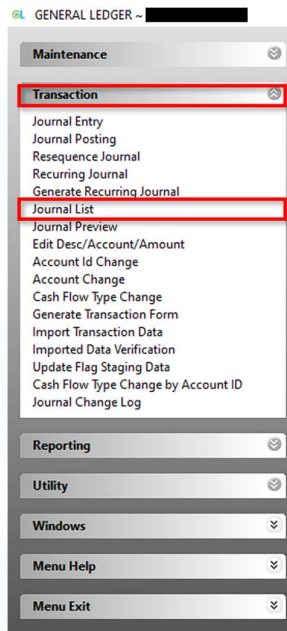 GL GENERAL LEDGER ~
Maintenance
Transaction
Journal Entry
Journal Posting
Resequence Journal
Recurring Journal
Generate Recurring Journal
Journal List
Journal Preview
Edit Desc/Account/Amount
Account Id Change
Account Change
Cash Flow Type Change
Generate Transaction Form
Import Transaction Data
Imported Data Verification
Update Flag Staging Data
Cash Flow Type Change by Account ID
Journal Change Log
Reporting
Utility
Windows
Menu Help
Menu Exit